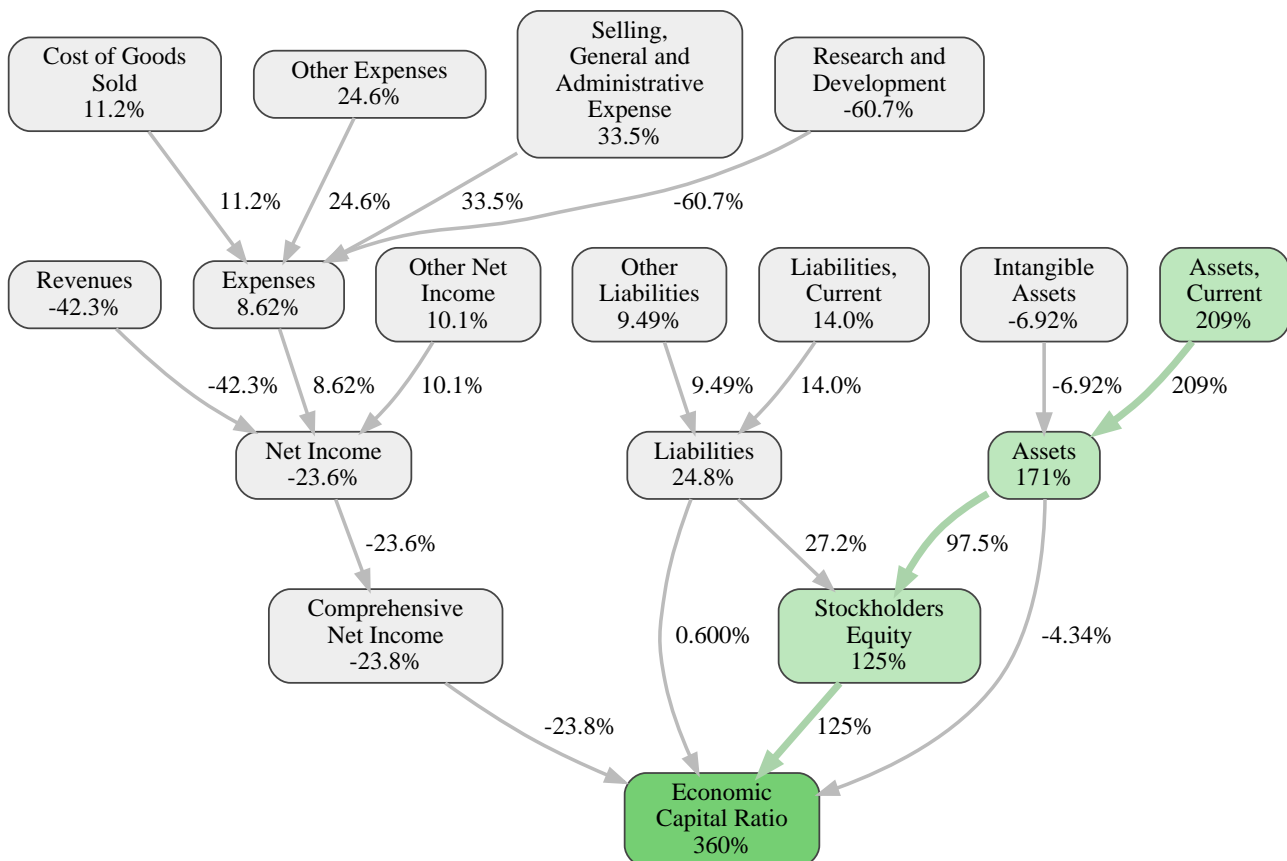 Cost of Goods
Sold
11.2%
Other Expenses
24.6%
Selling,
General and
Administrative
Expense
33.5%
Research and
Development
-60.7%
11.2%
24.6%
33.5%
-60.7%
Revenues
-42.3%
Expenses
8.62%
Other Net
Income
10.1%
Other
Liabilities
9.49%
Liabilities,
Current
14.0%
Intangible
Assets
-6.92%
Assets,
Current
209%
-42.3%
8.62%
10.1%
9.49%
14.0%
-6.92%
209%
Net Income
-23.6%
Liabilities
24.8%
Assets
171%
-23.6%
27.2%
97.5%
Comprehensive
Net Income
-23.8%
0.600%
Stockholders
Equity
125%
-4.34%
-23.8%
125%
Economic
Capital Ratio
360%